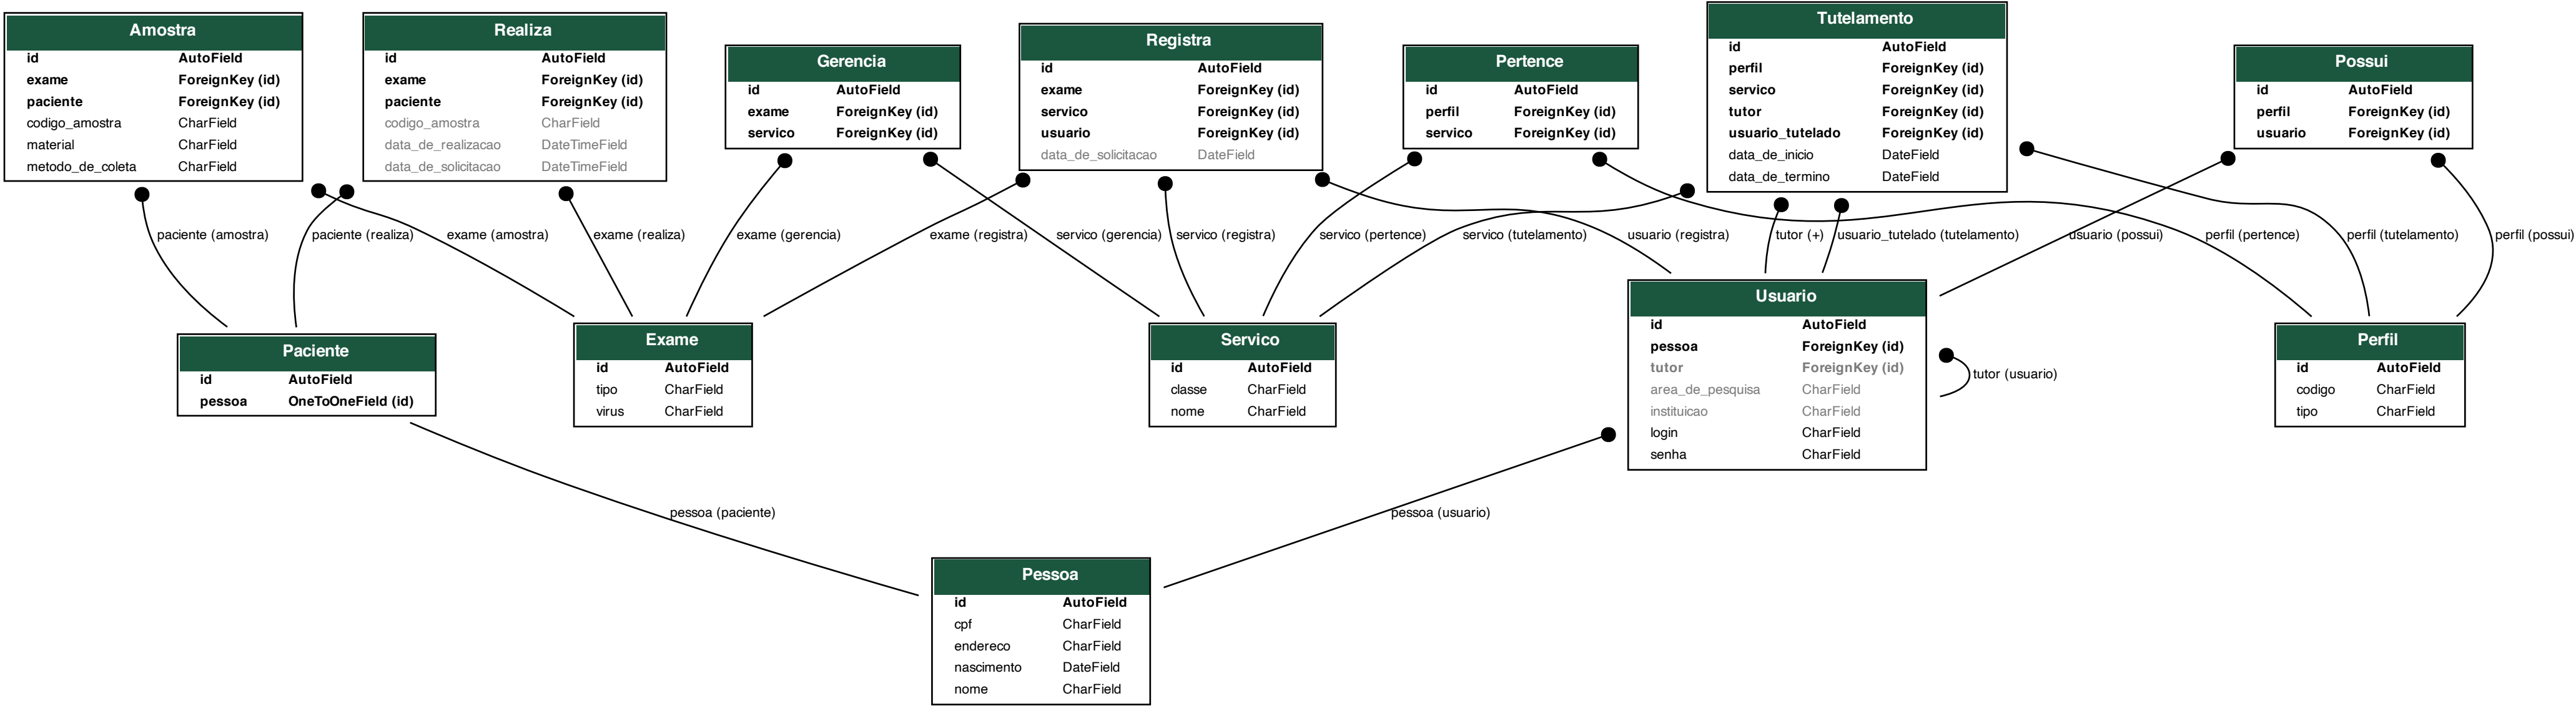 Amostra
id AutoField
exame ForeignKey (id)
paciente ForeignKey (id)
codigo_amostra CharField
material CharField
metodo_de_coleta CharField
Realiza
id AutoField
exame ForeignKey (id)
paciente ForeignKey (id)
codigo_amostra CharField
data_de_realizacao DateTimeField
data_de_solicitacao DateTimeField
Gerencia
id AutoField
exame ForeignKey (id)
servico ForeignKey (id)
Registra
id AutoField
exame ForeignKey (id)
servico ForeignKey (id)
usuario ForeignKey (id)
data_de_solicitacao DateField
Pertence
id AutoField
perfil ForeignKey (id)
servico ForeignKey (id)
Tutelamento
id AutoField
perfil ForeignKey (id)
servico ForeignKey (id)
tutor ForeignKey (id)
usuario_tutelado ForeignKey (id)
data_de_inicio DateField
data_de_termino DateField
Possui
id AutoField
perfil ForeignKey (id)
usuario ForeignKey (id)
paciente (amostra)
paciente (realiza)
exame (amostra)
exame (realiza)
exame (gerencia)
exame (registra)
servico (gerencia)
servico (registra)
servico (pertence)
servico (tutelamento)
usuario (registra)
tutor (+)
usuario_tutelado (tutelamento)
usuario (possui)
perfil (pertence)
perfil (tutelamento)
perfil (possui)
Paciente
id AutoField
pessoa OneToOneField (id)
Exame
id AutoField
tipo CharField
virus CharField
Servico
id AutoField
classe CharField
nome CharField
Usuario
id AutoField
pessoa ForeignKey (id)
tutor ForeignKey (id)
area_de_pesquisa CharField
instituicao CharField
login CharField
senha CharField
tutor (usuario)
Perfil
id AutoField
codigo CharField
tipo CharField
pessoa (paciente)
pessoa (usuario)
Pessoa
id AutoField
cpf CharField
endereco CharField
nascimento DateField
nome CharField